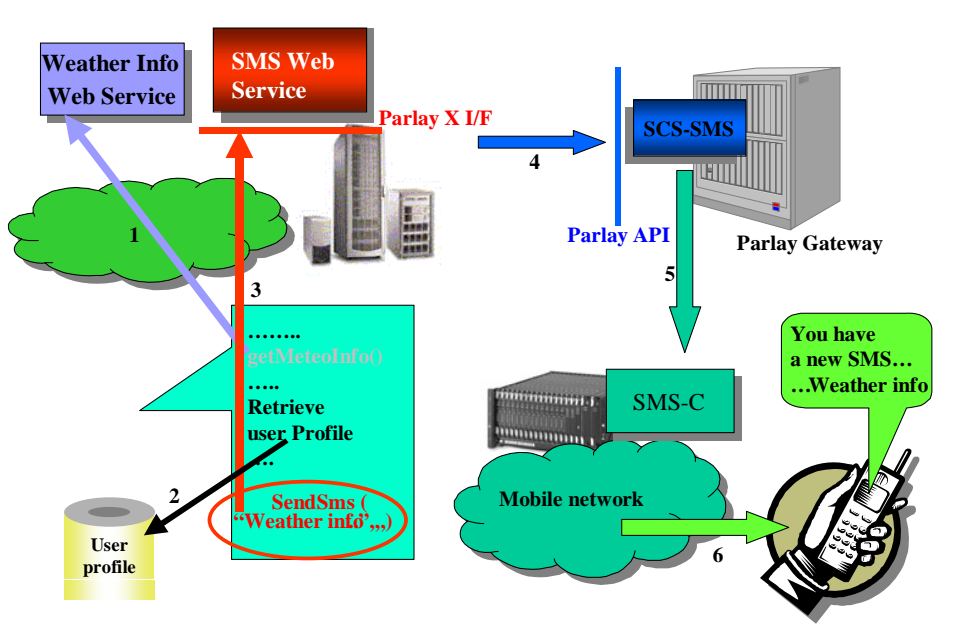 Weather Info
Web Service
SMS Web
Service
Parlay X I/F
4
SCS-SMS
Parlay API
Parlay Gateway
1
3
5
……..
getMeteoInfo()
…..
Retrieve
user Profile
….
SendSms (
“Weather info”,,,)
2
User
profile
SMS-C
Mobile network
6
You have
a new SMS…
…Weather info